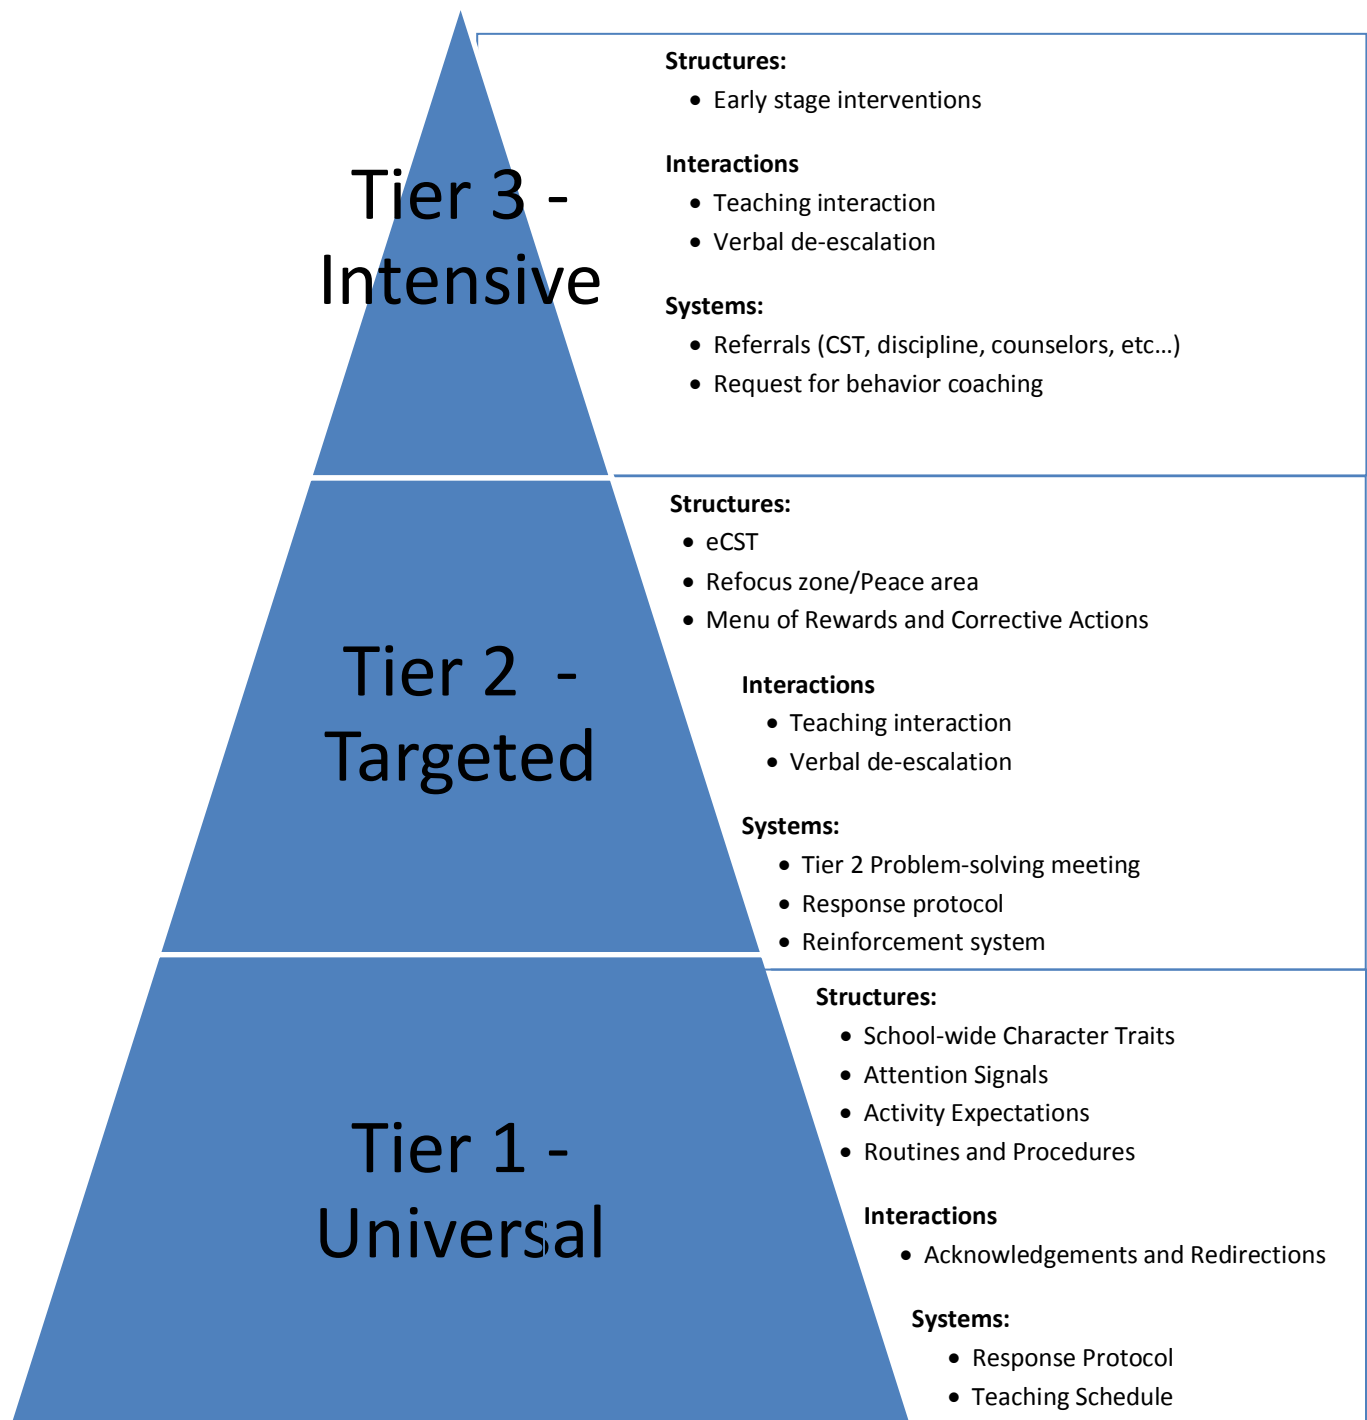 Tier 3 -
Intensive
Structures:
• Early stage interventions
Interactions
• Teaching interaction
• Verbal de-escalation
Systems:
• Referrals (CST, discipline, counselors, etc…)
• Request for behavior coaching
Tier 2 -
Targeted
Structures:
• eCST
• Refocus zone/Peace area
• Menu of Rewards and Corrective Actions
Interactions
• Teaching interaction
• Verbal de-escalation
Systems:
• Tier 2 Problem-solving meeting
• Response protocol
• Reinforcement system
Tier 1 -
Universal
Structures:
• School-wide Character Traits
• Attention Signals
• Activity Expectations
• Routines and Procedures
Interactions
• Acknowledgements and Redirections
Systems:
• Response Protocol
• Teaching Schedule